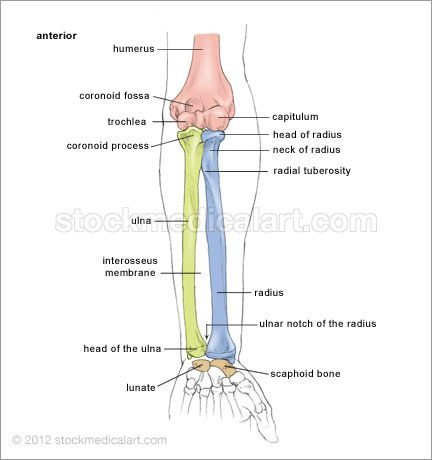 anterior
humerus
coronoid fossa
trochlea
capitulum
head of radius
coronoid process
neck of radius
radial tuberosity
stockmedicalart.com
ulna
interosseus
membrane
radius
ulnar notch of the radius
head of the ulna
lunate
scaphoid bone
© 2012 stockmedicalart.com